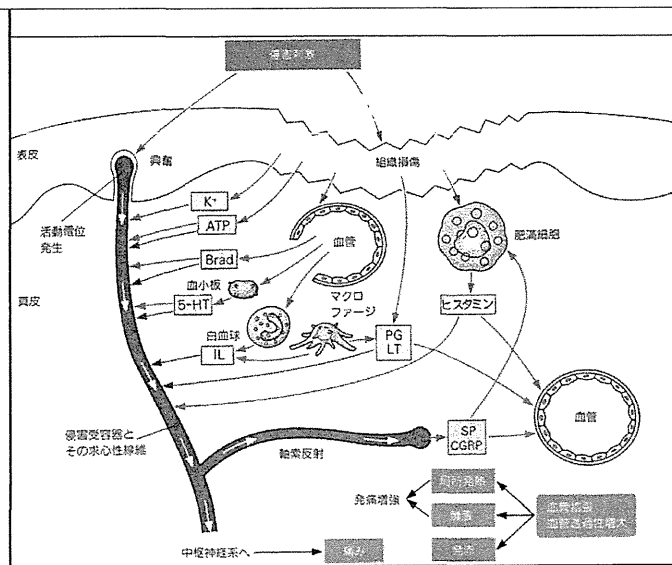 侵害刺激
表皮
興奮
組織損傷
K⁺
ATP
活動電位
発生
Brad
血管
肥満細胞
血小板
真皮
5-HT
マクロ
ファージ
ヒスタミン
白血球
IL
PG
LT
侵害受容器と
その求心性線維
SP
CGRP
血管
軸索反射
局所発熱
発痛増強
血管拡張
血管透過性増大
中枢神経系へ
痛み